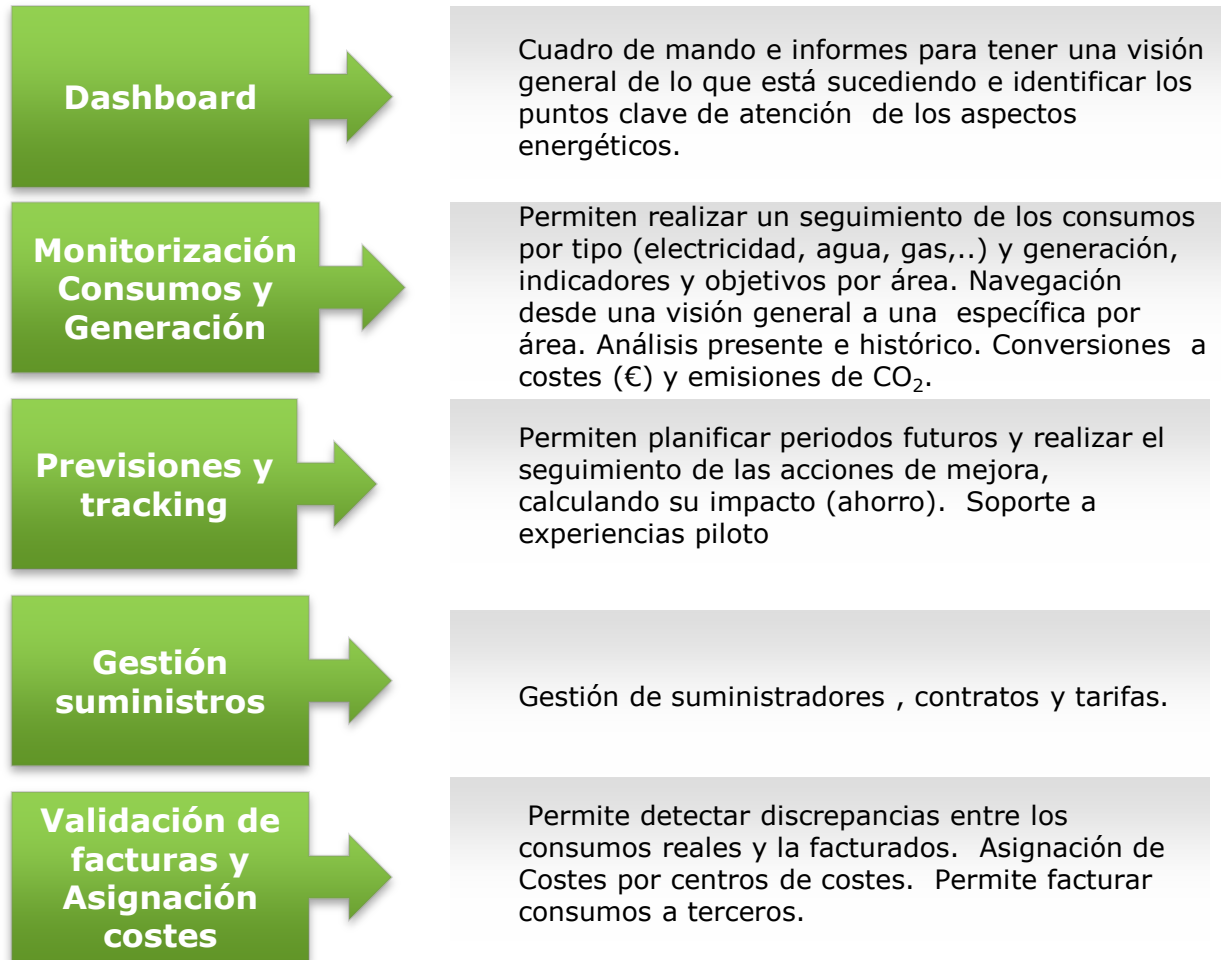 Dashboard
Cuadro de mando e informes para tener una visión
general de lo que está sucediendo e identificar los
puntos clave de atención  de los aspectos
energéticos.
Monitorización
Consumos y
Generación
Permiten realizar un seguimiento de los consumos
por tipo (electricidad, agua, gas,..) y generación,
indicadores y objetivos por área. Navegación
desde una visión general a una  específica por
área. Análisis presente e histórico. Conversiones  a
costes (€) y emisiones de CO₂.
Previsiones y
tracking
Permiten planificar periodos futuros y realizar el
seguimiento de las acciones de mejora,
calculando su impacto (ahorro).  Soporte a
experiencias piloto
Gestión
suministros
Gestión de suministradores , contratos y tarifas.
Validación de
facturas y
Asignación
costes
Permite detectar discrepancias entre los
consumos reales y la facturados.  Asignación de
Costes por centros de costes.  Permite facturar
consumos a terceros.